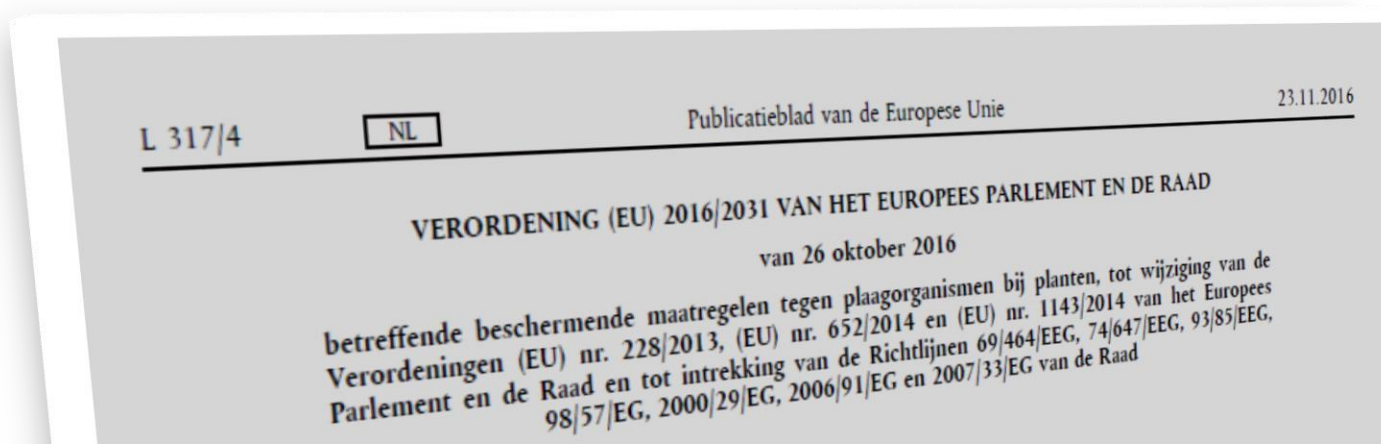 L 317/4 NL Publicatieblad van de Europese Unie 23.11.2016
VERORDENING (EU) 2016/2031 VAN HET EUROPEES PARLEMENT EN DE RAAD
van 26 oktober 2016
betreffende beschermende maatregelen tegen plaagorganismen bij planten, tot wijziging van de
Verordeningen (EU) nr. 228/2013, (EU) nr. 652/2014 en (EU) nr. 1143/2014 van het Europees
Parlement en de Raad en tot intrekking van de Richtlijnen 69/464/EEG, 74/647/EEG, 93/85/EEG,
98/57/EG, 2000/29/EG, 2006/91/EG en 2007/33/EG van de Raad